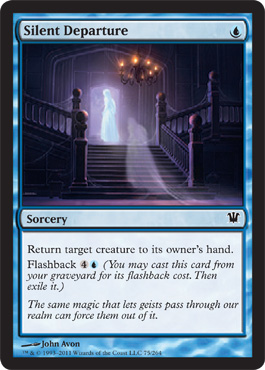 Silent Departure
Sorcery
Return target creature to its owner's hand.
Flashback 4 (You may cast this card
from your graveyard for its flashback cost. Then
exile it.)
The same magic that lets geists pass through our
realm can force them out of it.
John Avon
™ & © 1993–2011 Wizards of the Coast LLC 75/264